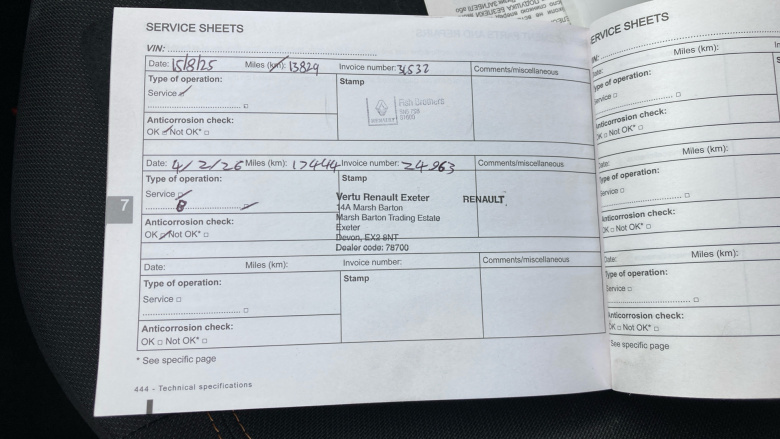 SERVICE SHEETS
VIN:
Date: 15/8/25 Miles (km): 13829 Invoice number: 31532 Comments/miscellaneous
Type of operation: Stamp
Service
RENAULT Fish Brothers
Anticorrosion check:
OK Not OK*
Date: 4/2/26 Miles (km): 17444 Invoice number: 24963 Comments/miscellaneous
Type of operation: Stamp
Service
Vertu Renault Exeter RENAULT
14A Marsh Barton
Marsh Barton Trading Estate
Exeter
Devon, EX2 8NT
Dealer code: 78700
Anticorrosion check:
OK Not OK*
Date: Miles (km): Invoice number: Comments/miscellaneous
Type of operation: Stamp
Service
Anticorrosion check:
OK Not OK*
* See specific page
444 - Technical specifications
7
SERVICE SHEETS
Miles (km):
Type of operation:
Service
Anticorrosion check:
OK Not OK*
Date: Miles (km):
Type of operation:
Service
Anticorrosion check:
OK Not OK*
Date: Miles (km):
Type of operation:
Service
Anticorrosion check:
OK Not OK*
See specific page